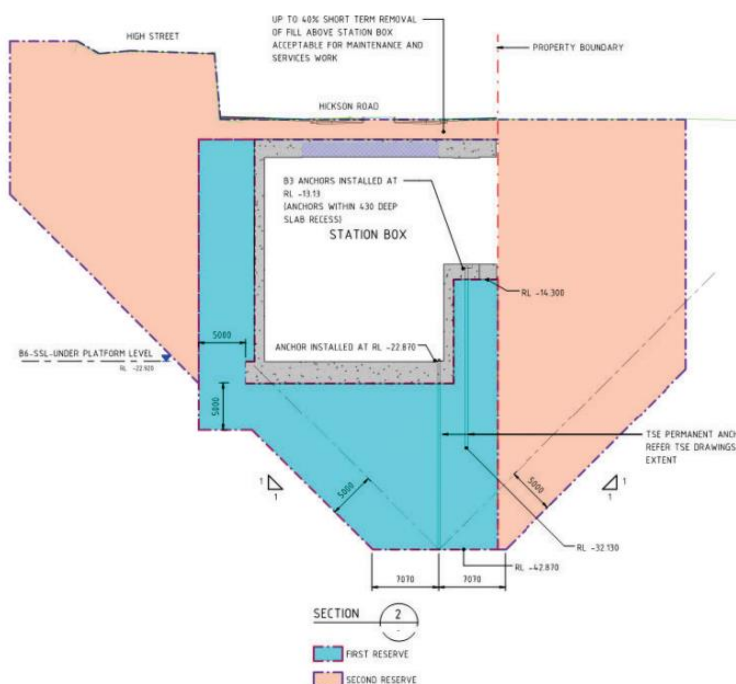 UP TO 40% SHORT TERM REMOVAL
OF FILL ABOVE STATION BOX
ACCEPTABLE FOR MAINTENANCE AND
SERVICES WORK
HIGH STREET
PROPERTY BOUNDARY
HICKSON ROAD
B3 ANCHORS INSTALLED AT
RL -13.13
(ANCHORS WITHIN 430 DEEP
SLAB RECESS)
STATION BOX
RL -14.300
5000
ANCHOR INSTALLED AT RL -22.870
B6-SSL-UNDER PLATFORM LEVEL
RL -22.920
5000
TSE PERMANENT ANCH
REFER TSE DRAWINGS
EXTENT
1
1
5000
5000
1
1
RL -32.130
RL -42.870
7070
7070
SECTION
2
-
FIRST RESERVE
SECOND RESERVE